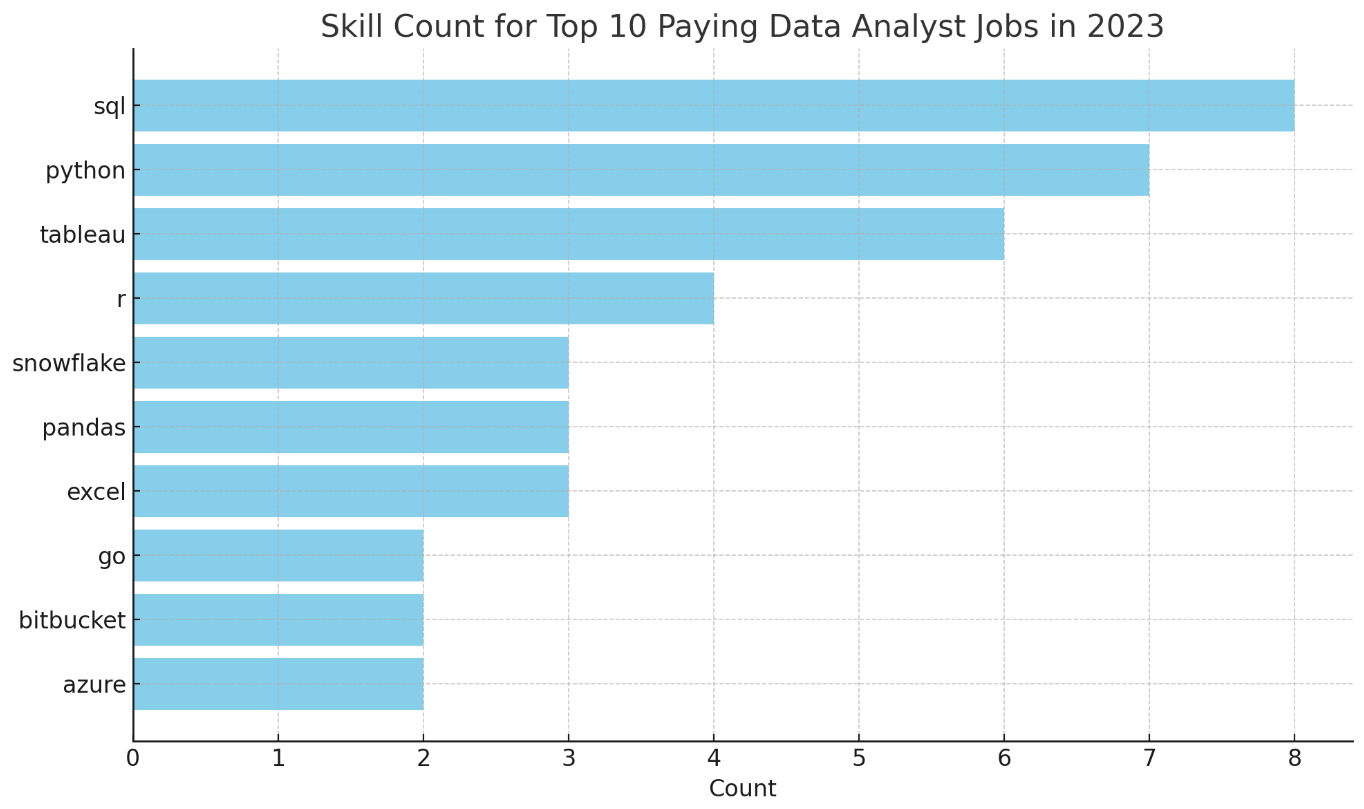 Skill Count for Top 10 Paying Data Analyst Jobs in 2023
sql
python
tableau
r
snowflake
pandas
excel
go
bitbucket
azure
0 1 2 3 4 5 6 7 8
Count